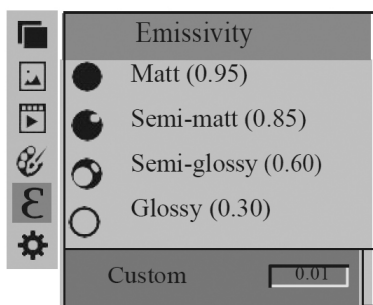 Emissivity
Matt (0.95)
Semi-matt (0.85)
Semi-glossy (0.60)
Ɛ
Glossy (0.30)
Custom 0.01